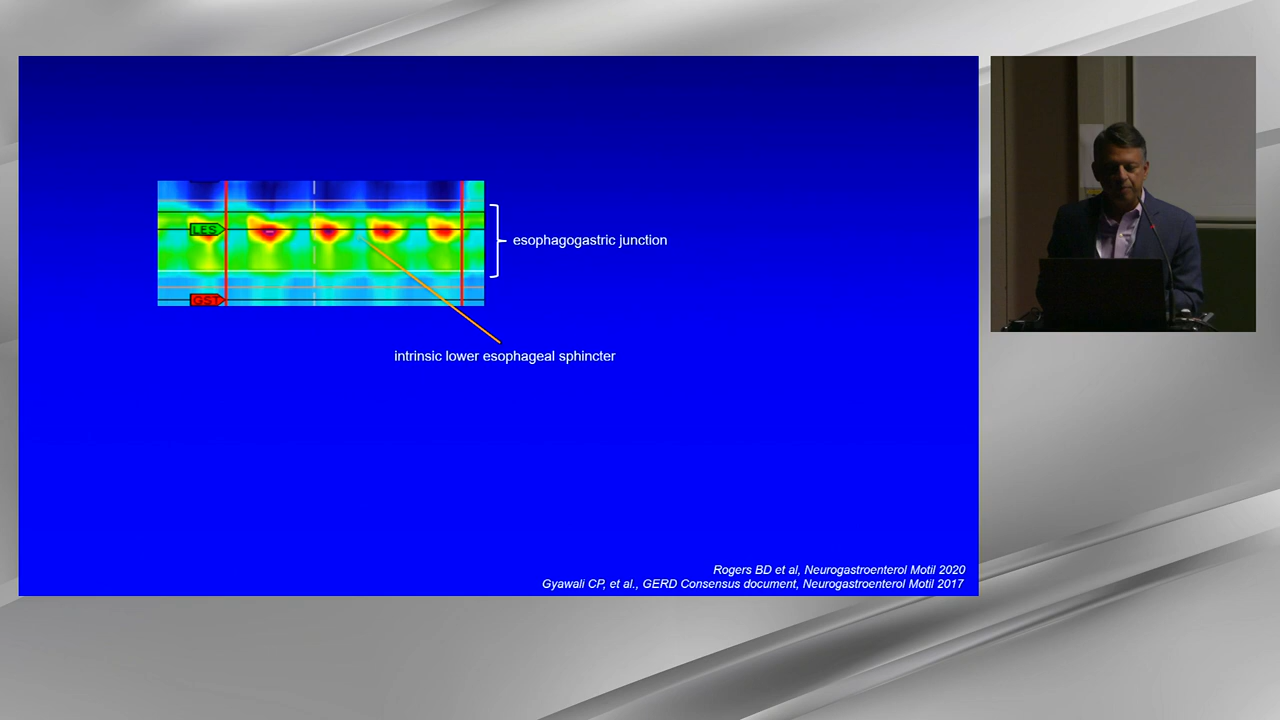 LES
esophagogastric junction
GST
intrinsic lower esophageal sphincter
Rogers BD et al, Neurogastroenterol Motil 2020
Gyawali CP, et al., GERD Consensus document, Neurogastroenterol Motil 2017